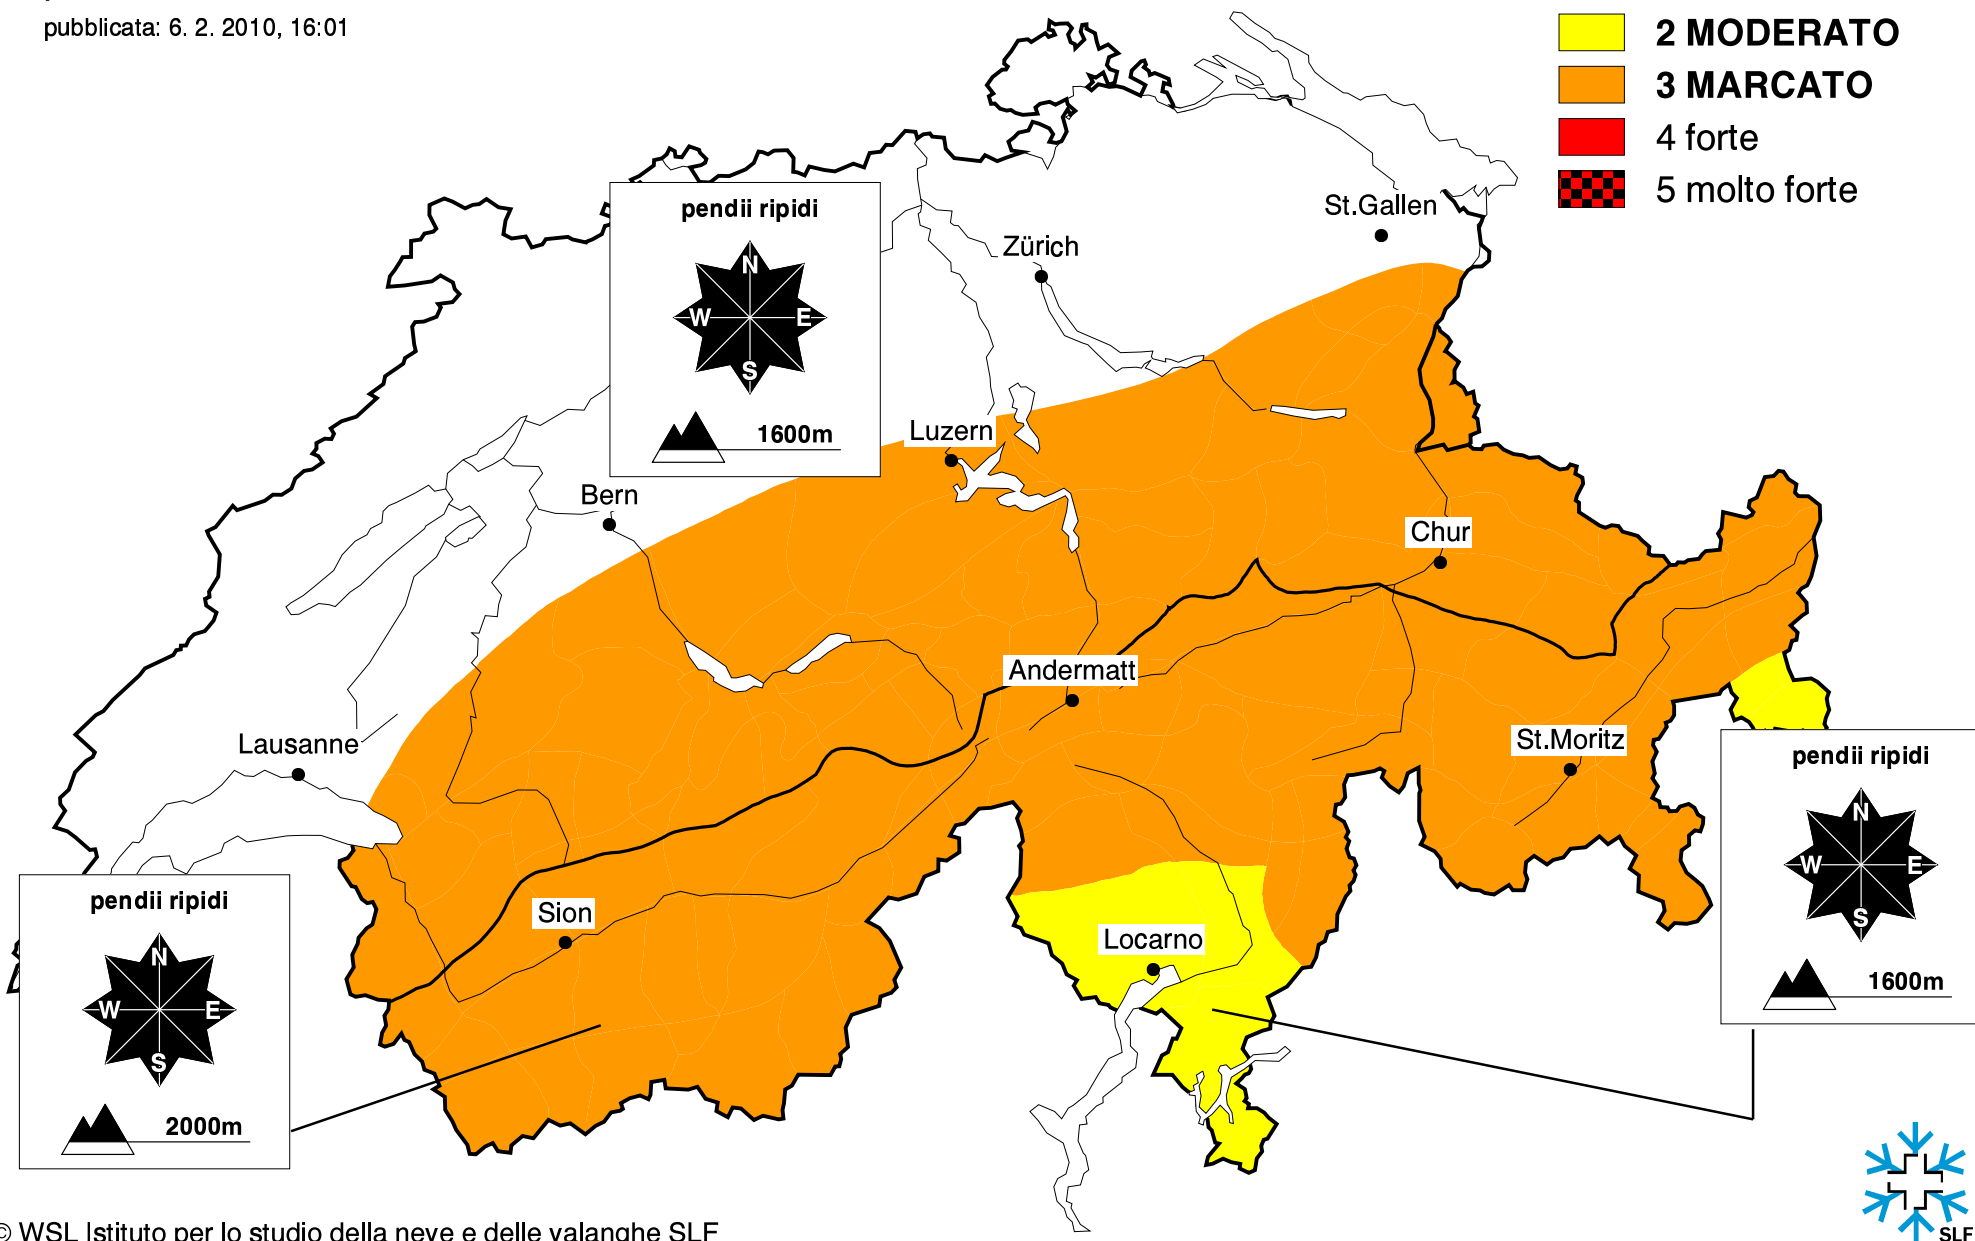 pubblicata: 6. 2. 2010, 16:01
2 MODERATO
3 MARCATO
4 forte
5 molto forte
St.Gallen
Zürich
pendii ripidi
N
W E
S
1600m
Luzern
Bern
Chur
Andermatt
Lausanne
St.Moritz
pendii ripidi
N
W E
S
1600m
Sion
Locarno
pendii ripidi
N
W E
S
2000m
© WSL Istituto per lo studio della neve e delle valanghe SLF
SLF